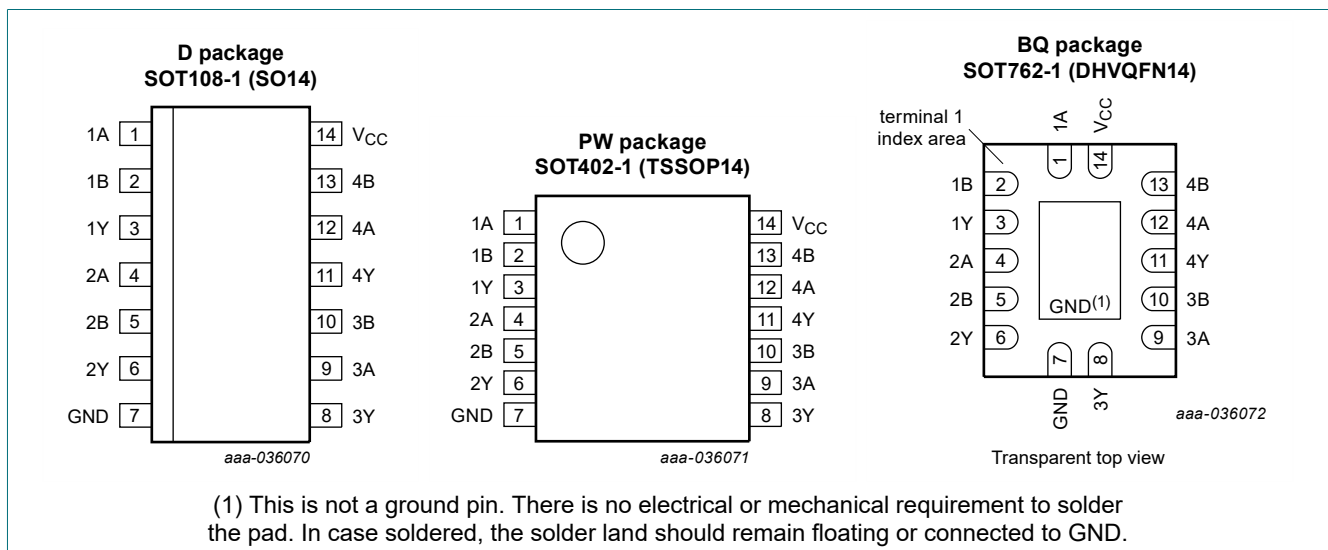 D package
SOT108-1 (SO14)
1A 1
1B 2
1Y 3
2A 4
2B 5
2Y 6
GND 7
14 VCC
13 4B
12 4A
11 4Y
10 3B
9 3A
8 3Y
aaa-036070
PW package
SOT402-1 (TSSOP14)
1A 1
1B 2
1Y 3
2A 4
2B 5
2Y 6
GND 7
14 VCC
13 4B
12 4A
11 4Y
10 3B
9 3A
8 3Y
aaa-036071
BQ package
SOT762-1 (DHVQFN14)
terminal 1
index area
1A
VCC
1
14
1B 2
1Y 3
2A 4
2B 5
2Y 6
13 4B
12 4A
11 4Y
10 3B
9 3A
GND(1)
7
8
GND
3Y
aaa-036072
Transparent top view
(1) This is not a ground pin. There is no electrical or mechanical requirement to solder
the pad. In case soldered, the solder land should remain floating or connected to GND.